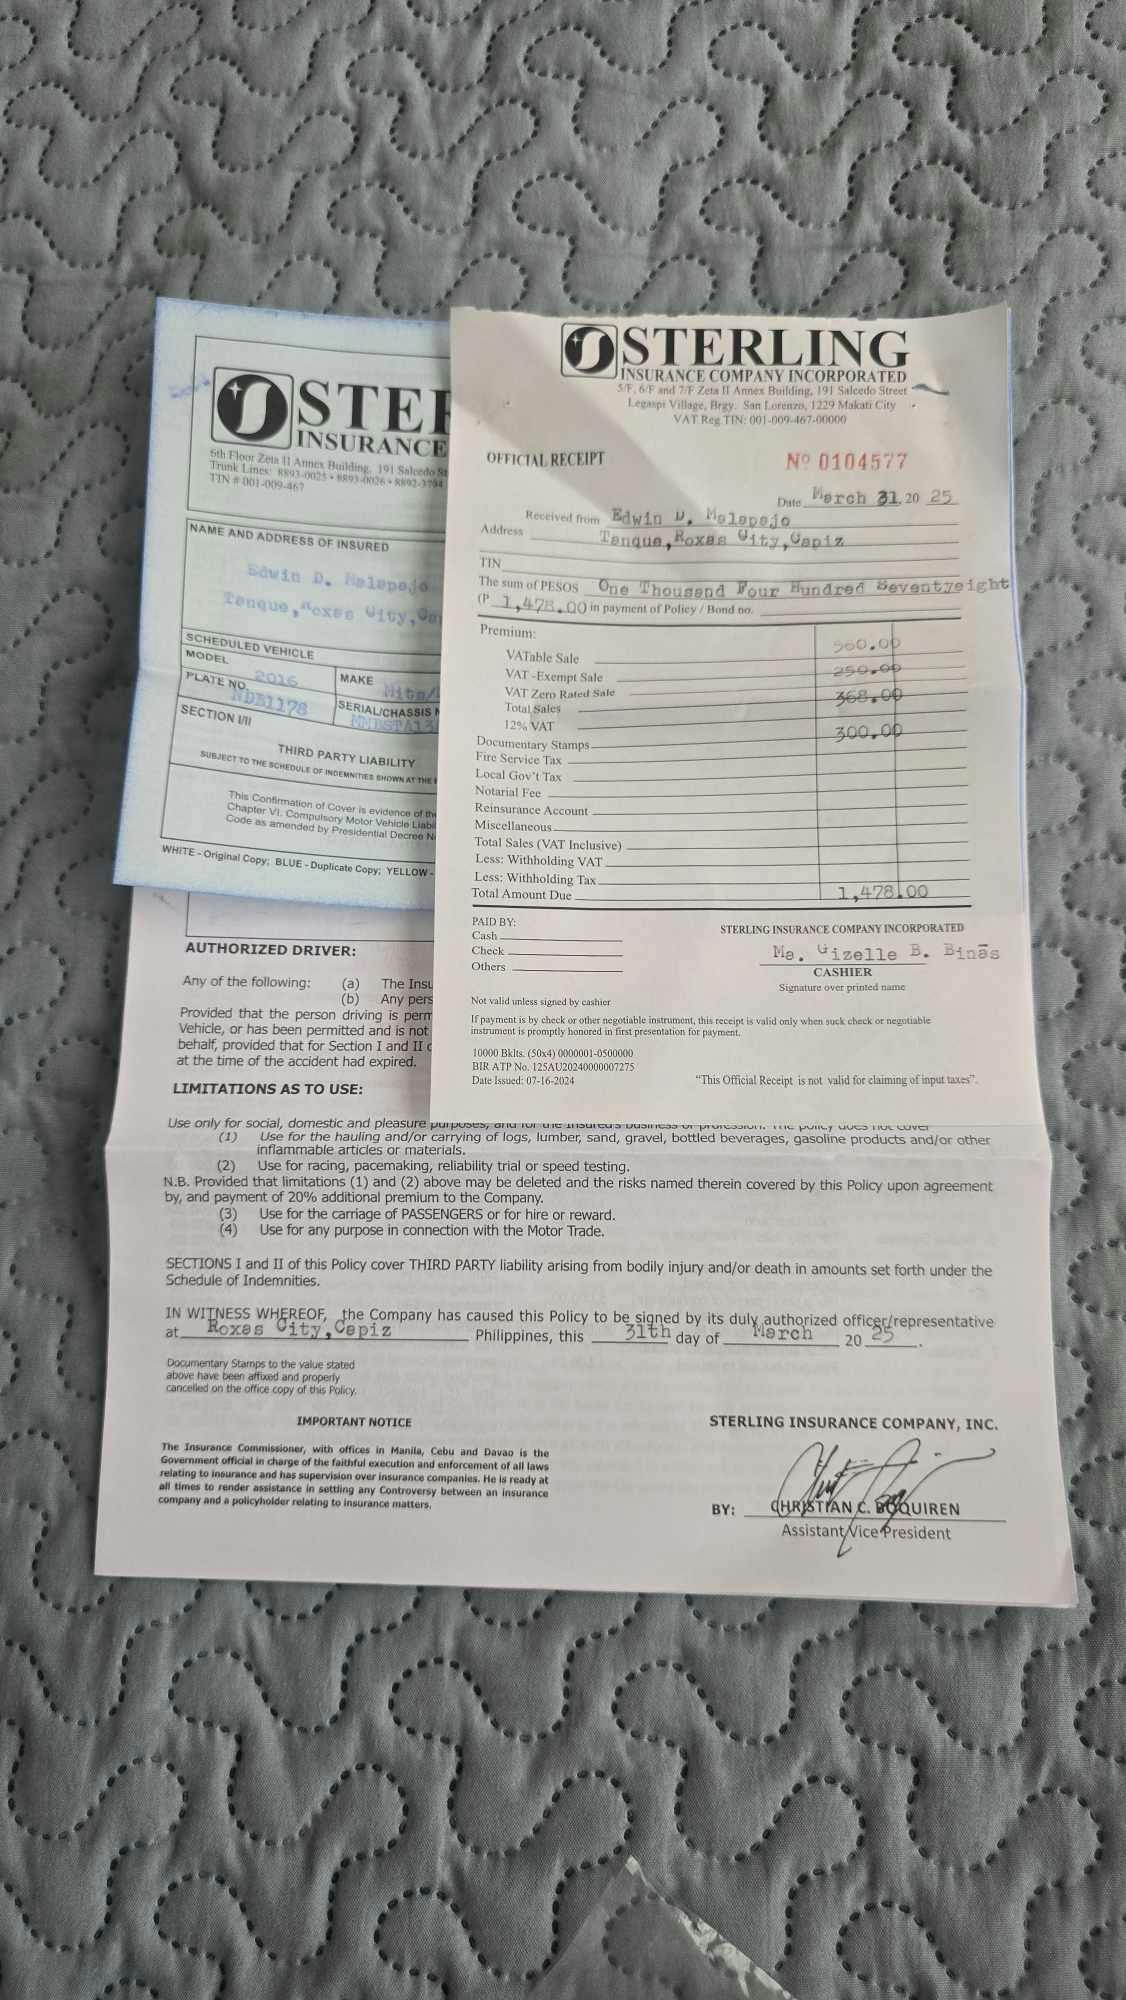 STERLING
INSURANCE COMPANY INCORPORATED
5/F, 6/F and 7/F Zeta II Annex Building, 191 Salcedo Street
Legaspi Village, Brgy. San Lorenzo, 1229 Makati City
VAT Reg TIN: 001-009-467-00000
OFFICIAL RECEIPT
Nº 0104577
Date March 31, 20 25
Received from Edwin D. Malapajo
Address Tanque,Roxas City,Capiz
TIN
The sum of PESOS One Thousand Four Hundred Seventyeight
(P 1,478.00 in payment of Policy / Bond no.
Premium: 560.00
VATable Sale
VAT -Exempt Sale 250.00
VAT Zero Rated Sale 368.00
Total Sales
12% VAT 300.00
Documentary Stamps
Fire Service Tax
Local Gov't Tax
Notarial Fee
Reinsurance Account
Miscellaneous
Total Sales (VAT Inclusive)
Less: Withholding VAT
Less: Withholding Tax
Total Amount Due 1,478.00
PAID BY:
Cash
Check
Others
STERLING INSURANCE COMPANY INCORPORATED
Ma. Gizelle B. Binas
CASHIER
Signature over printed name
Not valid unless signed by cashier
If payment is by check or other negotiable instrument, this receipt is valid only when suck check or negotiable
instrument is promptly honored in first presentation for payment.
10000 Bklts. (50x4) 0000001-0500000
BIR ATP No. 125AU20240000007275
Date Issued: 07-16-2024
"This Official Receipt is not valid for claiming of input taxes".
STER
INSURANCE
6th Floor Zeta II Annex Building, 191 Salcedo St
Trunk Lines: 8893-0025 • 8893-0026 • 8892-3794
TIN # 001-009-467
NAME AND ADDRESS OF INSURED
Edwin D. Malapajo
Tanque,Roxas City,Ca
SCHEDULED VEHICLE
MODEL 2016
MAKE Mits/
PLATE NO. NDE1178
SERIAL/CHASSIS N
MMBSTA13
SECTION I/II
THIRD PARTY LIABILITY
SUBJECT TO THE SCHEDULE OF INDEMNITIES SHOWN AT THE
This Confirmation of Cover is evidence of the
Chapter VI. Compulsory Motor Vehicle Liabi
Code as amended by Presidential Decree N
WHITE - Original Copy; BLUE - Duplicate Copy; YELLOW -
AUTHORIZED DRIVER:
Any of the following: (a) The Insu
(b) Any pers
Provided that the person driving is perm
Vehicle, or has been permitted and is not
behalf, provided that for Section I and II
at the time of the accident had expired.
LIMITATIONS AS TO USE:
Use only for social, domestic and pleasure purposes, and for the Insured's business or profession. The policy does not cover
(1) Use for the hauling and/or carrying of logs, lumber, sand, gravel, bottled beverages, gasoline products and/or other
inflammable articles or materials.
(2) Use for racing, pacemaking, reliability trial or speed testing.
N.B. Provided that limitations (1) and (2) above may be deleted and the risks named therein covered by this Policy upon agreement
by, and payment of 20% additional premium to the Company.
(3) Use for the carriage of PASSENGERS or for hire or reward.
(4) Use for any purpose in connection with the Motor Trade.
SECTIONS I and II of this Policy cover THIRD PARTY liability arising from bodily injury and/or death in amounts set forth under the
Schedule of Indemnities.
IN WITNESS WHEREOF, the Company has caused this Policy to be signed by its duly authorized officer/representative
at Roxas City,Capiz Philippines, this 31th day of March 20 25.
Documentary Stamps to the value stated
above have been affixed and properly
cancelled on the office copy of this Policy.
IMPORTANT NOTICE
The Insurance Commissioner, with offices in Manila, Cebu and Davao is the
Government official in charge of the faithful execution and enforcement of all laws
relating to insurance and has supervision over insurance companies. He is ready at
all times to render assistance in settling any Controversy between an insurance
company and a policyholder relating to insurance matters.
STERLING INSURANCE COMPANY, INC.
BY: CHRISTIAN C. BOQUIREN
Assistant Vice President